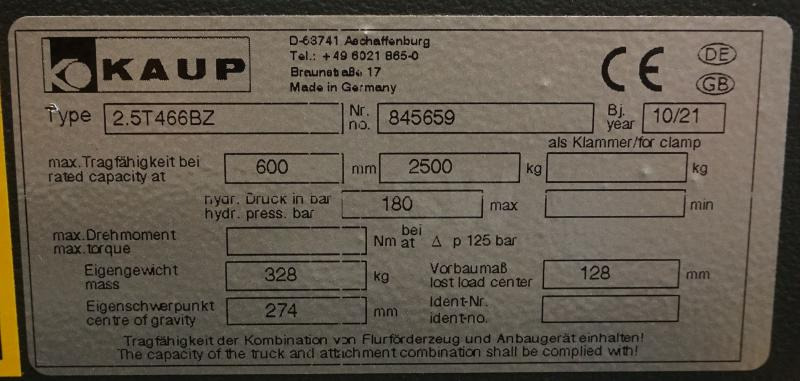 KAUP
D-63741 Aschaffenburg
Tel.: +49 6021 865-0
Braunstraße 17
Made in Germany
CE
DE
GB
Type 2.5T466BZ Nr. no. 845659 Bj. year 10/21
als Klammer/for clamp
max.Tragfähigkeit bei
rated capacity at 600 mm 2500 kg kg
hydr. Druck in bar
hydr. press. bar 180 max min
max.Drehmoment
max.torque Nm bei at Δ p 125 bar
Eigengewicht
mass 328 kg
Vorbaumaß
lost load center 128 mm
Eigenschwerpunkt
centre of gravity 274 mm
Ident-Nr.
ident-no.
Tragfähigkeit der Kombination von Flurförderzeug und Anbaugerät einhalten!
The capacity of the truck and attachment combination shall be complied with!